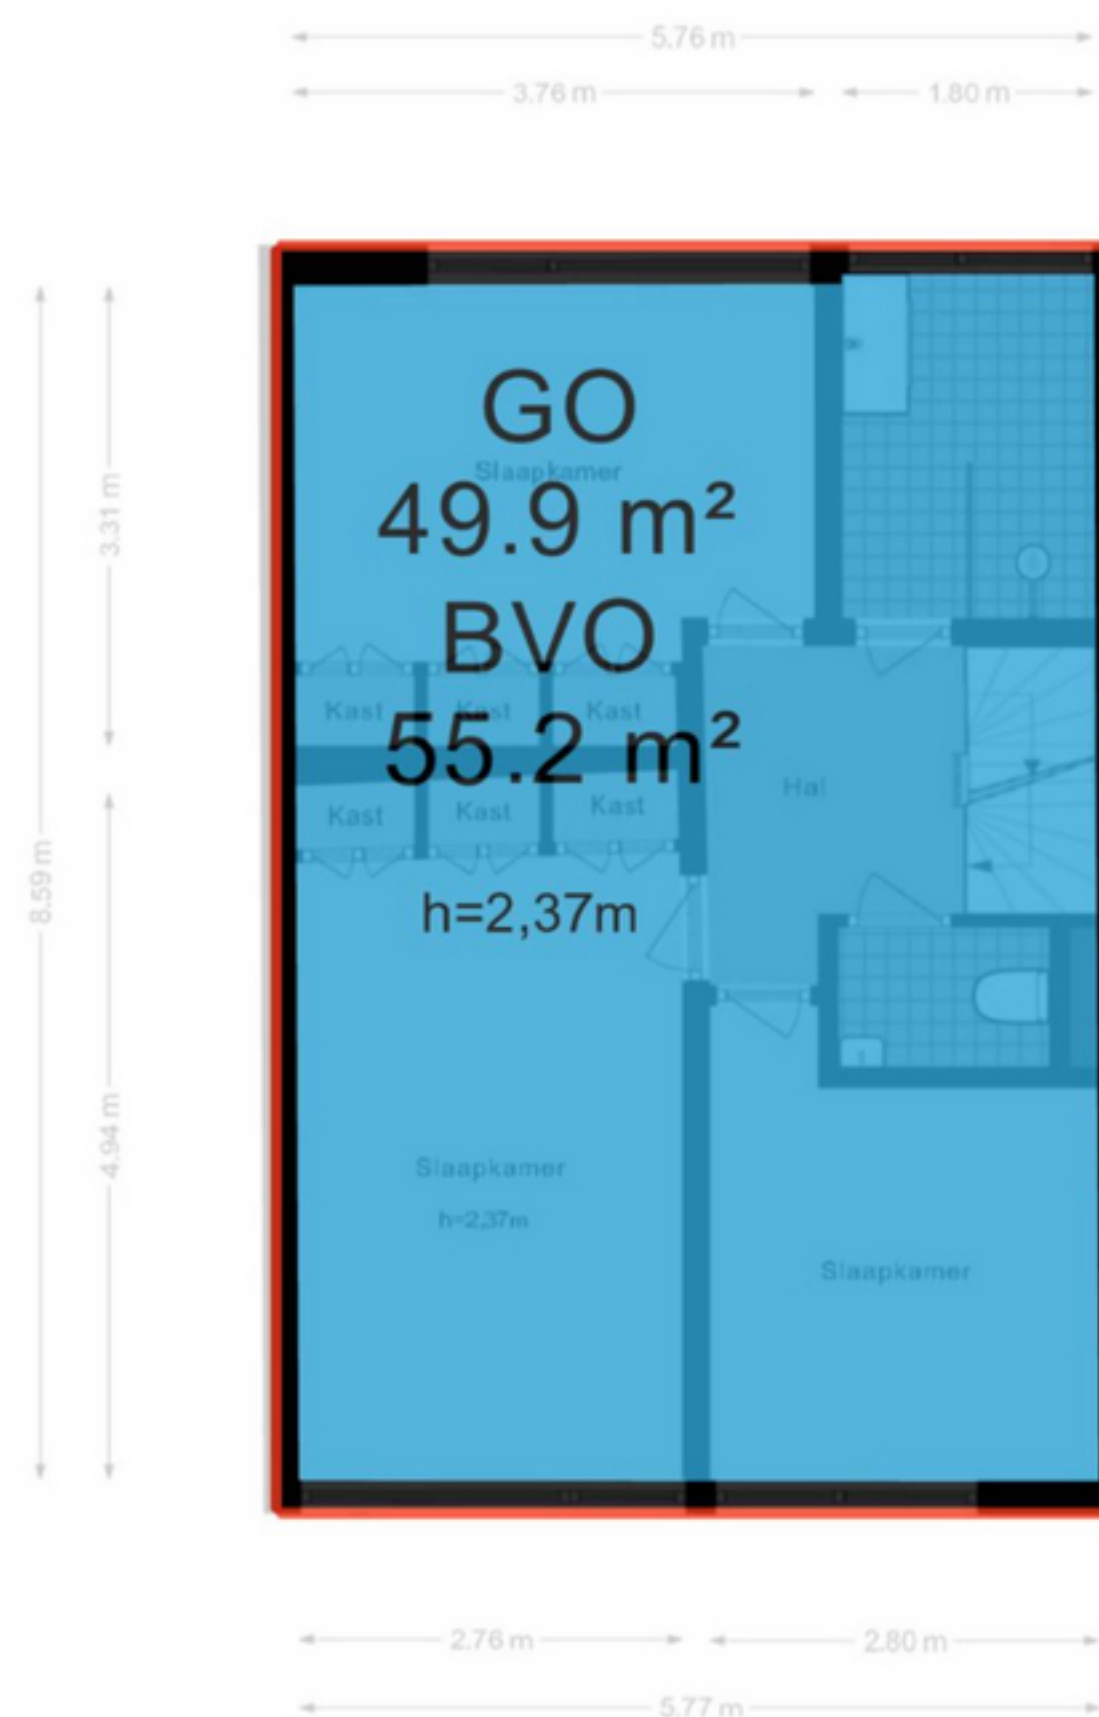 5.76 m
3.76 m
1.80 m
GO
Slaapkamer
49.9 m²
BVO
Kast
Kast
Kast
55.2 m²
Kast
Kast
Kast
Hal
h=2,37m
3.31 m
8.59 m
4.94 m
Slaapkamer
h=2,37m
Slaapkamer
2.76 m
2.80 m
5.77 m